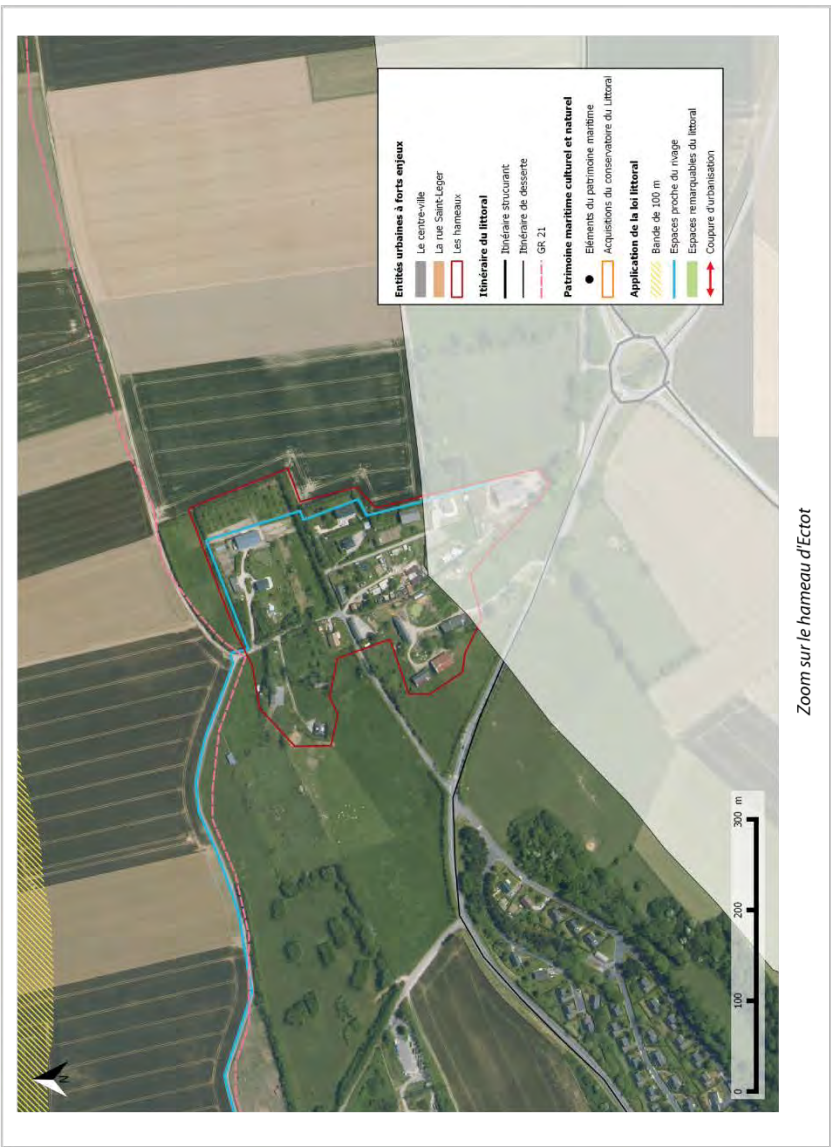 Entités urbaines à forts enjeux
Le centre-ville
La rue Saint-Leger
Les hameaux
Itinéraire du littoral
Itinéraire strucurant
Itinéraire de desserte
GR 21
Patrimoine maritime culturel et naturel
Eléments du patrimoine maritime
Acquisitions du conservatoire du Littoral
Application de la loi littoral
Bande de 100 m
Espaces proche du rivage
Espaces remarquables du littoral
Coupure d'urbanisation
N
0 100 200 300 m
Zoom sur le hameau d'Ectot